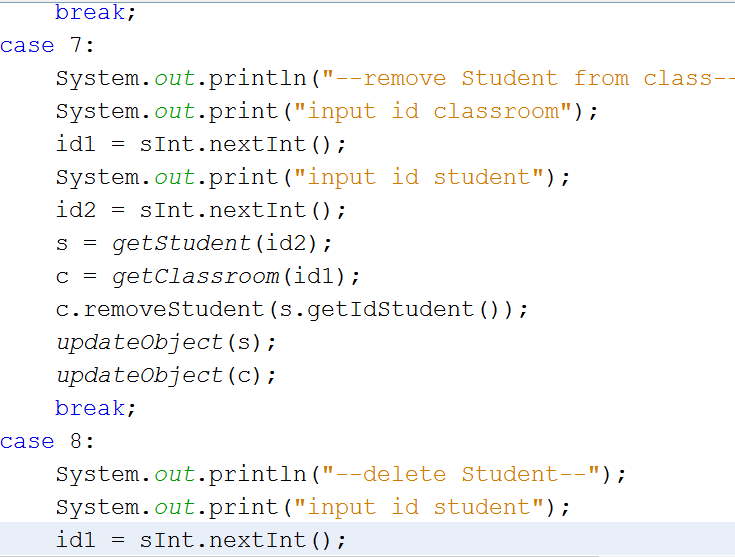 break;
case 7:
System.out.println("--remove Student from class--
System.out.print("input id classroom");
id1 = sInt.nextInt();
System.out.print("input id student");
id2 = sInt.nextInt();
s = getStudent(id2);
c = getClassroom(id1);
c.removeStudent(s.getIdStudent());
updateObject(s);
updateObject(c);
break;
case 8:
System.out.println("--delete Student--");
System.out.print("input id student");
id1 = sInt.nextInt();